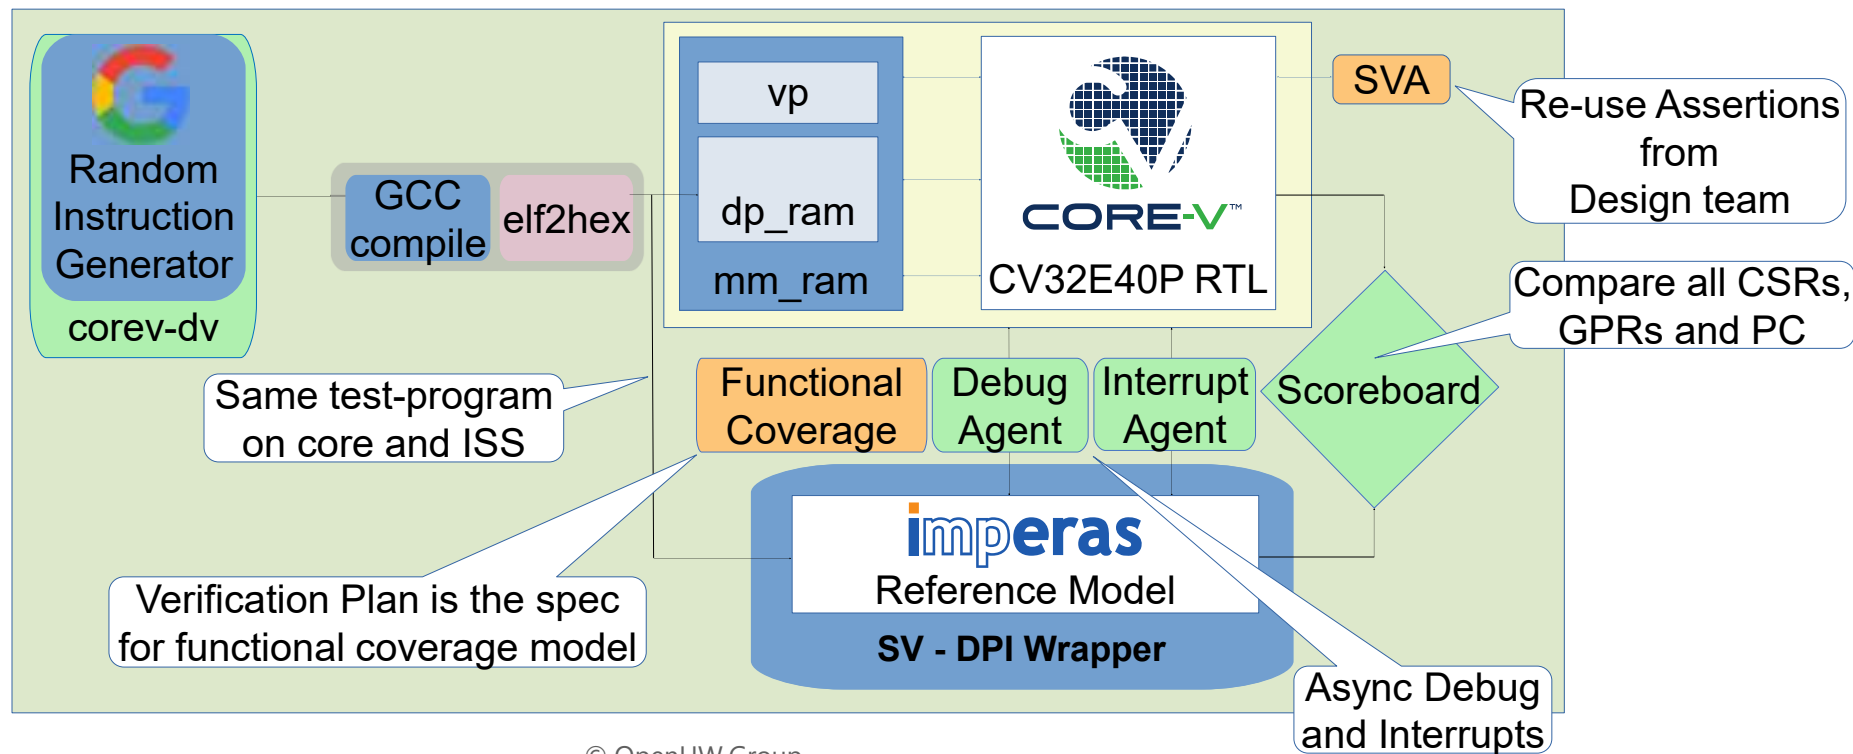 Random
Instruction
Generator
corev-dv
GCC
compile
elf2hex
vp
dp_ram
mm_ram
CORE-V™
CV32E40P RTL
SVA
Re-use Assertions
from
Design team
Compare all CSRs,
GPRs and PC
Scoreboard
Same test-program
on core and ISS
Functional
Coverage
Debug
Agent
Interrupt
Agent
imperas
Reference Model
SV - DPI Wrapper
Verification Plan is the spec
for functional coverage model
Async Debug
and Interrupts
© OpenHW Group